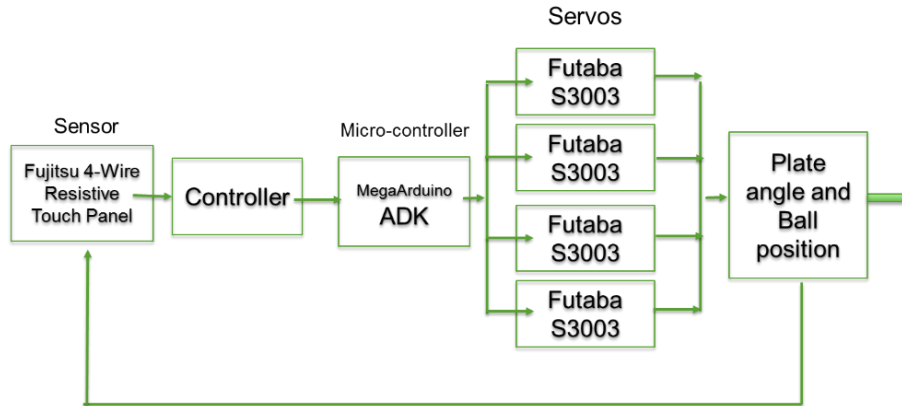 Servos
Sensor
Micro-controller
Fujitsu 4-Wire
Resistive
Touch Panel
Controller
MegaArduino
ADK
Futaba
S3003
Futaba
S3003
Futaba
S3003
Futaba
S3003
Plate
angle and
Ball
position